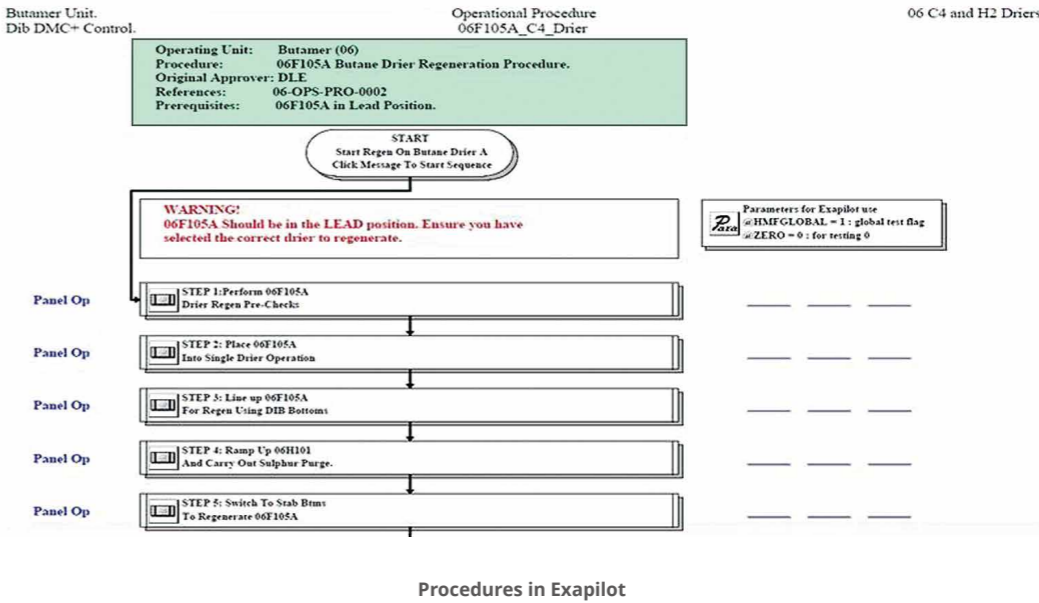 Butamer Unit.
Dib DMC+ Control.
Operational Procedure
06F105A_C4_Drier
06 C4 and H2 Driers
Operating Unit: Butamer (06)
Procedure: 06F105A Butane Drier Regeneration Procedure.
Original Approver: DLE
References: 06-OPS-PRO-0002
Prerequisites: 06F105A in Lead Position.
START
Start Regen On Butane Drier A
Click Message To Start Sequence
WARNING!
06F105A Should be in the LEAD position. Ensure you have
selected the correct drier to regenerate.
Para
Parameters for Exapilot use
@HMFGLOBAL = 1 : global test flag
@ZERO = 0 : for testing 0
Panel Op
STEP 1:Perform 06F105A
Drier Regen Pre-Checks
Panel Op
STEP 2: Place 06F105A
Into Single Drier Operation
Panel Op
STEP 3: Line up 06F105A
For Regen Using DIB Bottoms
Panel Op
STEP 4: Ramp Up 06H101
And Carry Out Sulphur Purge.
Panel Op
STEP 5: Switch To Stab Btms
To Regenerate 06F105A
Procedures in Exapilot